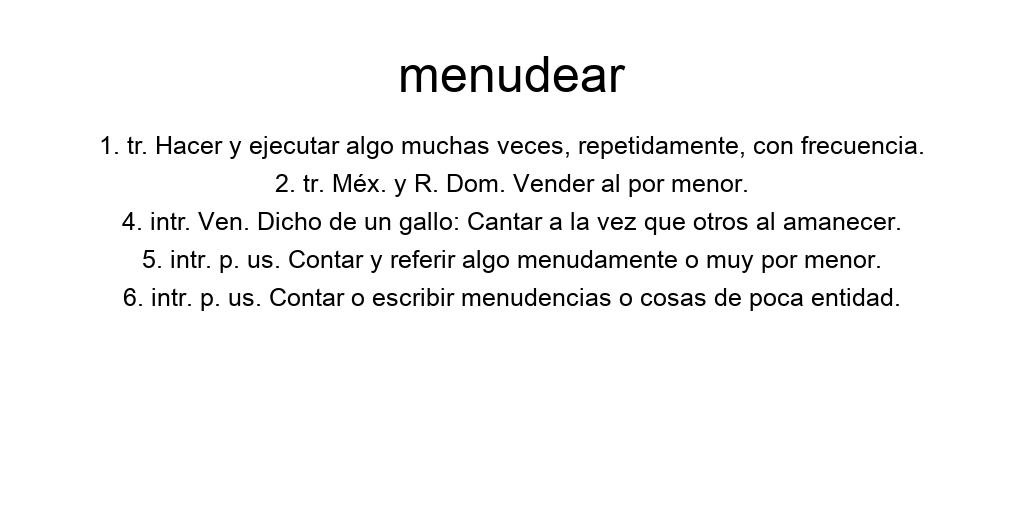 menudear
1. tr. Hacer y ejecutar algo muchas veces, repetidamente, con frecuencia.
2. tr. Méx. y R. Dom. Vender al por menor.
4. intr. Ven. Dicho de un gallo: Cantar a la vez que otros al amanecer.
5. intr. p. us. Contar y referir algo menudamente o muy por menor.
6. intr. p. us. Contar o escribir menudencias o cosas de poca entidad.